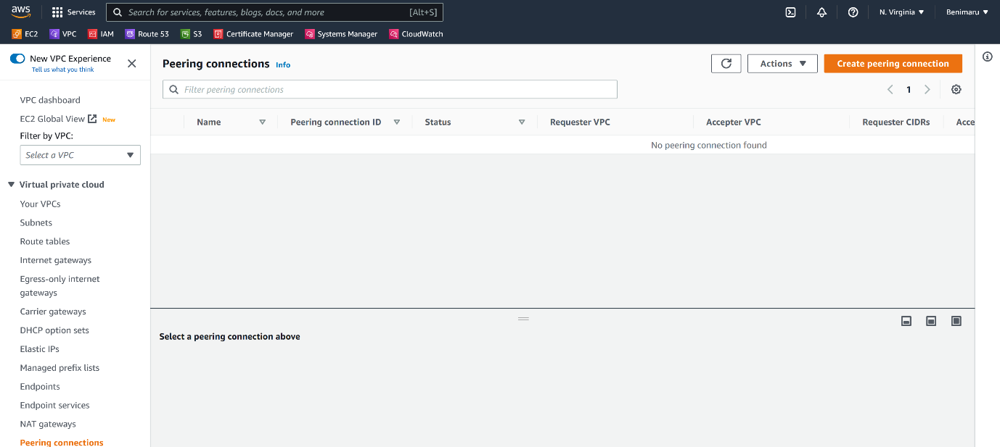 aws Services Search for services, features, blogs, docs, and more [Alt+S] N. Virginia Benimaru
EC2 VPC IAM Route 53 S3 Certificate Manager Systems Manager CloudWatch
New VPC Experience
Tell us what you think
VPC dashboard
EC2 Global View New
Filter by VPC:
Select a VPC
Virtual private cloud
Your VPCs
Subnets
Route tables
Internet gateways
Egress-only internet
gateways
Carrier gateways
DHCP option sets
Elastic IPs
Managed prefix lists
Endpoints
Endpoint services
NAT gateways
Peering connections
Peering connections Info Actions Create peering connection
Filter peering connections 1
Name Peering connection ID Status Requester VPC Accepter VPC Requester CIDRs Acce
No peering connection found
Select a peering connection above